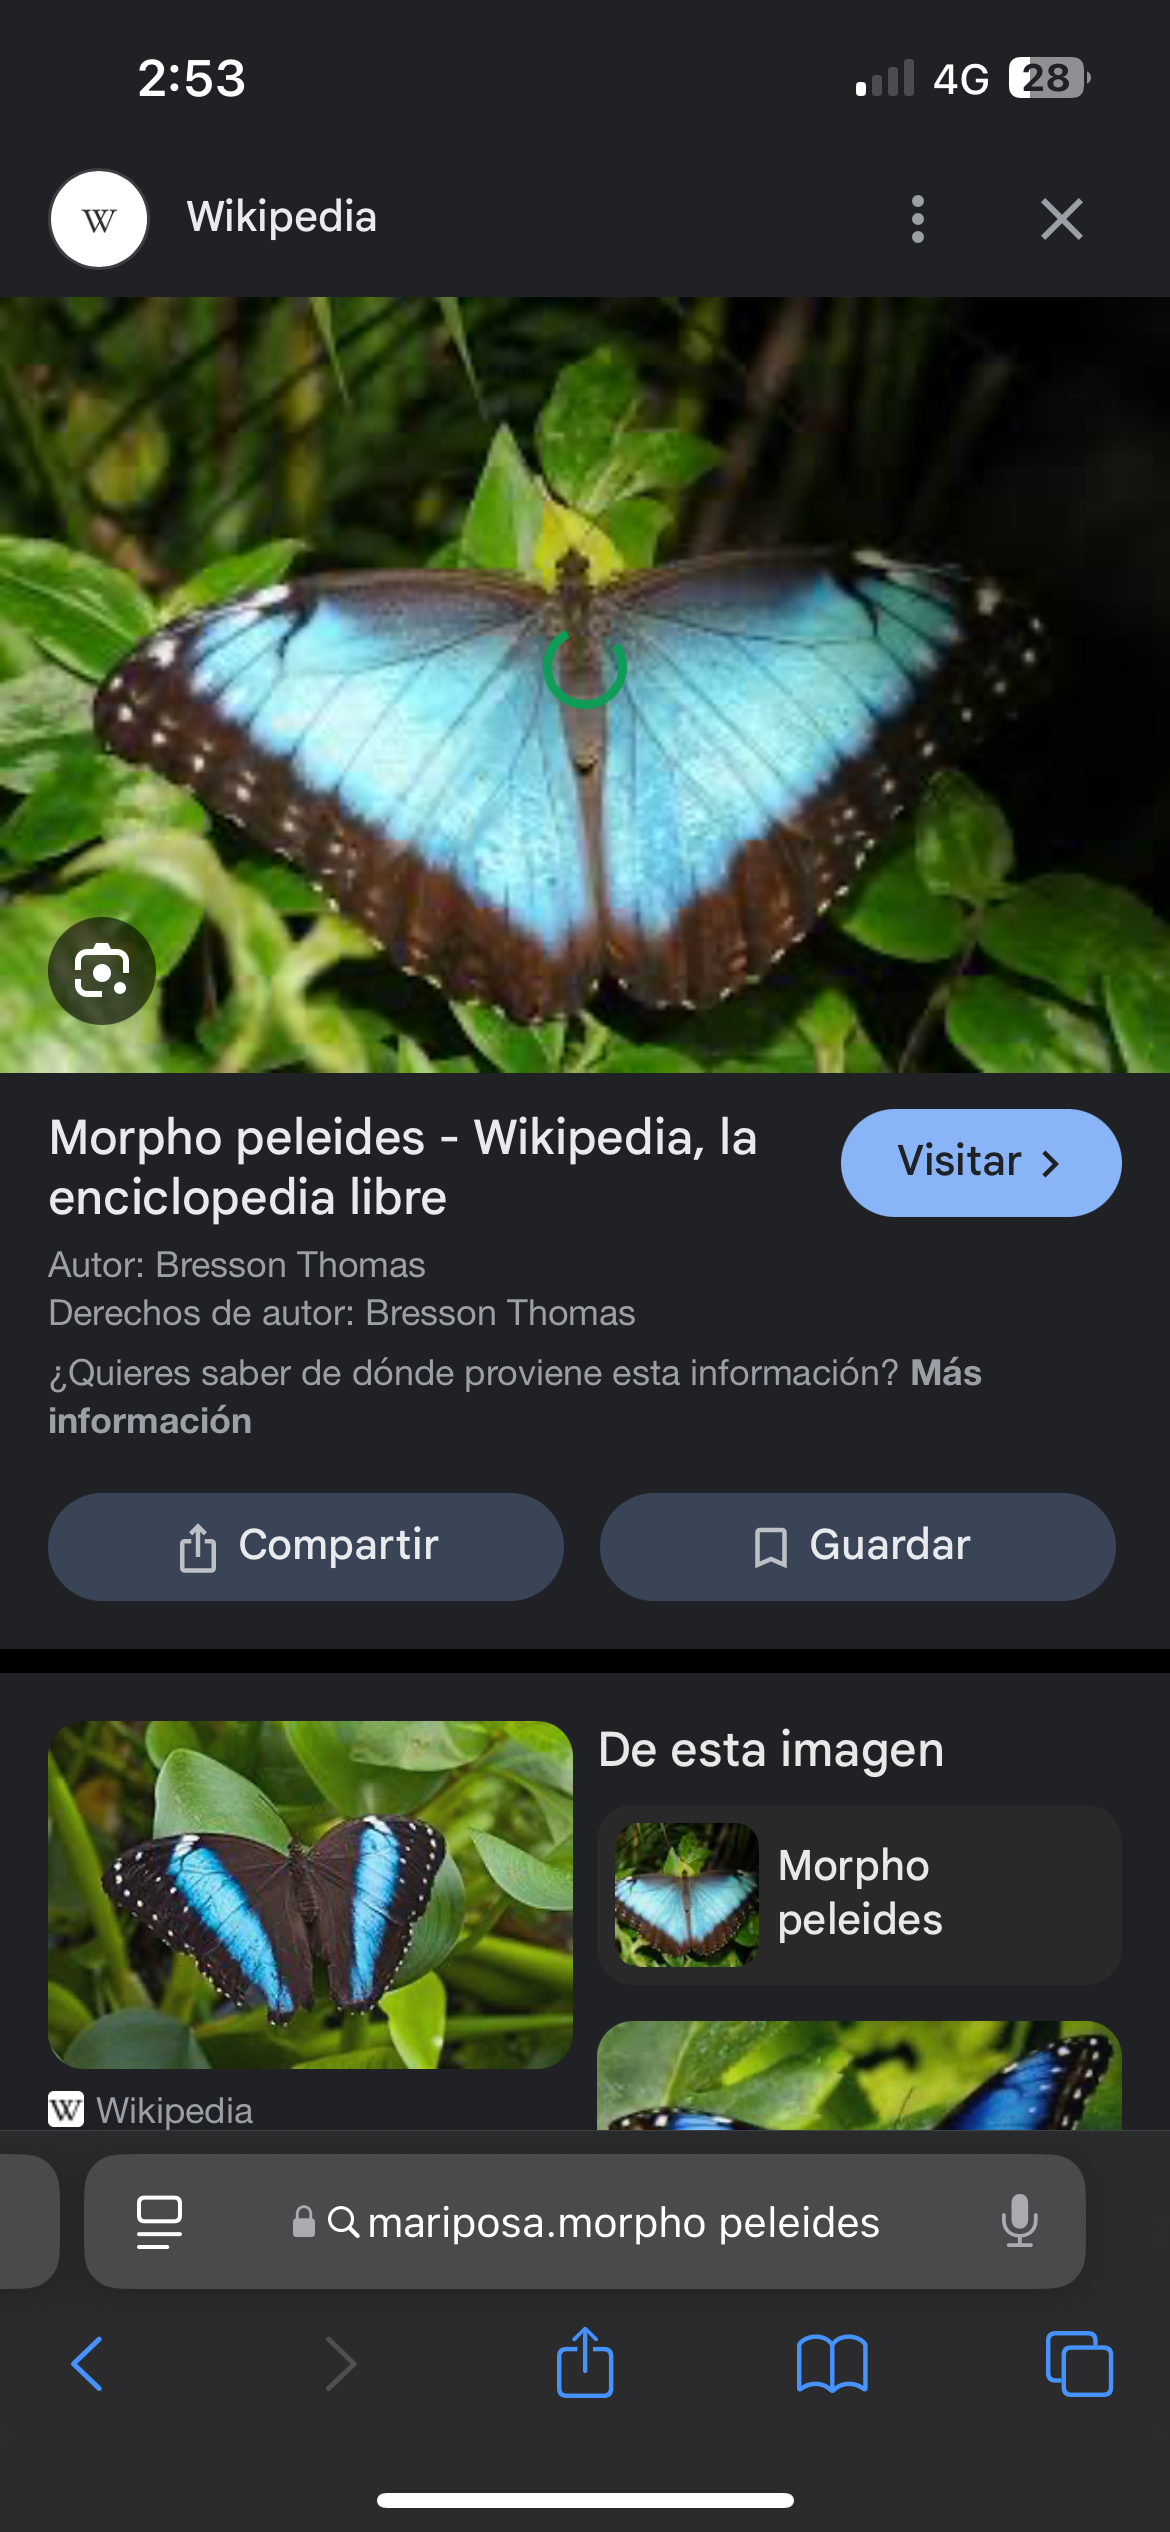 2:53
4G
28
W
Wikipedia
Morpho peleides - Wikipedia, la
enciclopedia libre
Visitar
Autor: Bresson Thomas
Derechos de autor: Bresson Thomas
¿Quieres saber de dónde proviene esta información? Más
información
Compartir
Guardar
De esta imagen
Morpho
peleides
W
Wikipedia
mariposa.morpho peleides